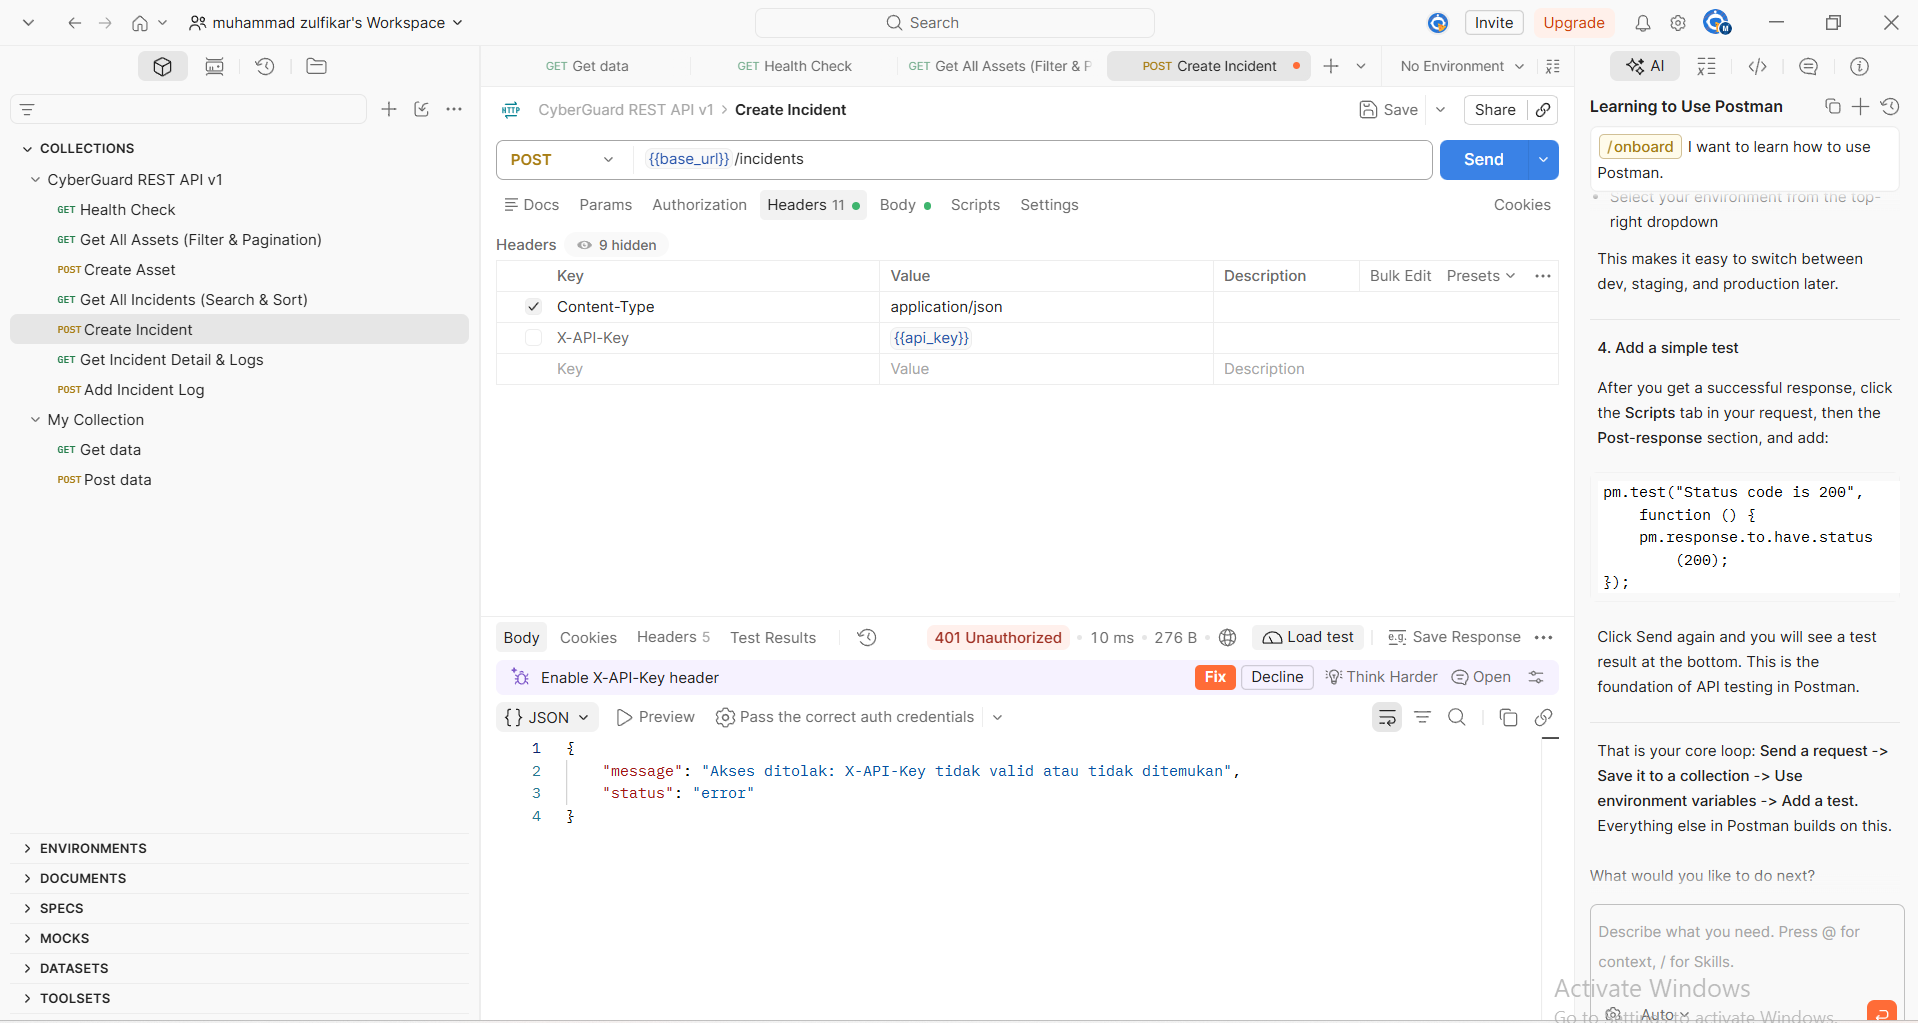 muhammad zulfikar's Workspace
Search
Invite
Upgrade
GET Get data
GET Health Check
GET Get All Assets (Filter & P
POST Create Incident
No Environment
AI
CyberGuard REST API v1 > Create Incident
Save
Share
Learning to Use Postman
COLLECTIONS
CyberGuard REST API v1
GET Health Check
GET Get All Assets (Filter & Pagination)
POST Create Asset
GET Get All Incidents (Search & Sort)
POST Create Incident
GET Get Incident Detail & Logs
POST Add Incident Log
My Collection
GET Get data
POST Post data
ENVIRONMENTS
DOCUMENTS
SPECS
MOCKS
DATASETS
TOOLSETS
HTTP
POST
{{base_url}} /incidents
Send
Docs
Params
Authorization
Headers 11
Body
Scripts
Settings
Cookies
Headers
9 hidden
Key
Value
Description
Bulk Edit
Presets
Content-Type
application/json
X-API-Key
{{api_key}}
Key
Value
Description
Body
Cookies
Headers 5
Test Results
401 Unauthorized
10 ms
276 B
Load test
e.g. Save Response
Enable X-API-Key header
Fix
Decline
Think Harder
Open
{} JSON
Preview
Pass the correct auth credentials
1 {
2 "message": "Akses ditolak: X-API-Key tidak valid atau tidak ditemukan",
3 "status": "error"
4 }
/onboard I want to learn how to use
Postman.
Select your environment from the top-
right dropdown
This makes it easy to switch between
dev, staging, and production later.
4. Add a simple test
After you get a successful response, click
the Scripts tab in your request, then the
Post-response section, and add:
pm.test("Status code is 200",
function () {
pm.response.to.have.status
(200);
});
Click Send again and you will see a test
result at the bottom. This is the
foundation of API testing in Postman.
That is your core loop: Send a request ->
Save it to a collection -> Use
environment variables -> Add a test.
Everything else in Postman builds on this.
What would you like to do next?
Describe what you need. Press @ for
context, / for Skills.
Auto
Activate Windows
Go to Settings to activate Windows.